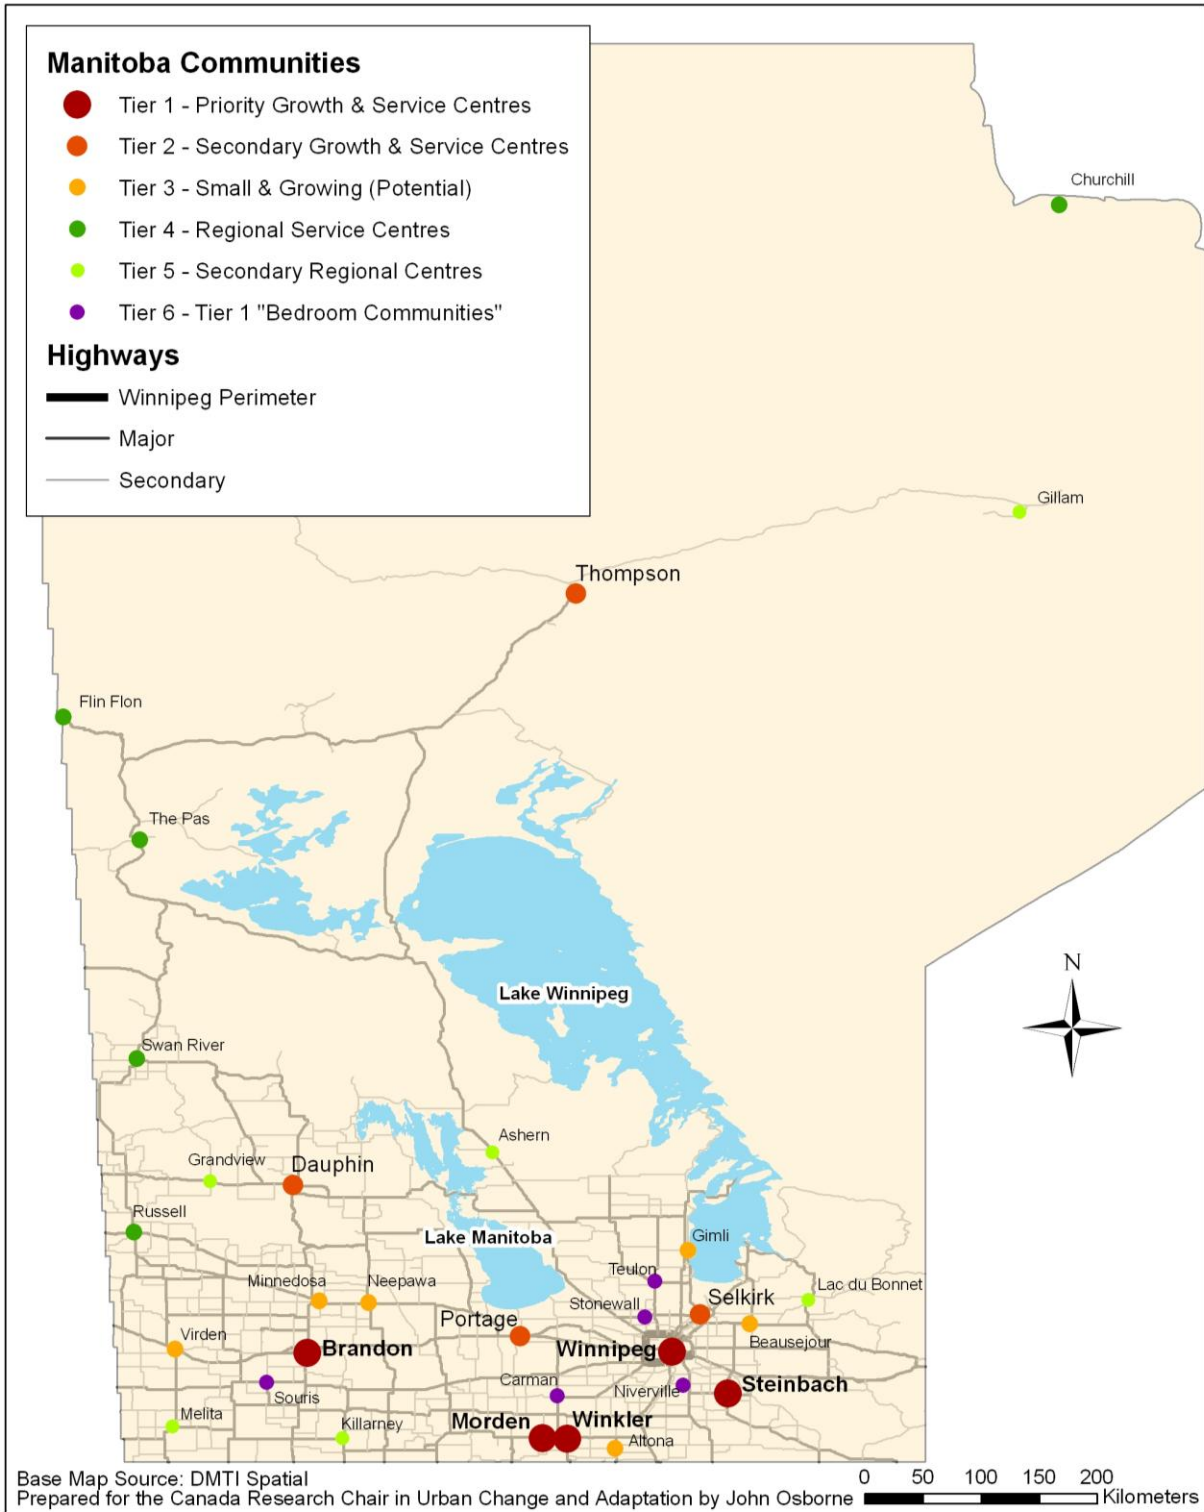 Manitoba Communities
Tier 1 - Priority Growth & Service Centres
Tier 2 - Secondary Growth & Service Centres
Tier 3 - Small & Growing (Potential)
Tier 4 - Regional Service Centres
Tier 5 - Secondary Regional Centres
Tier 6 - Tier 1 "Bedroom Communities"
Highways
Winnipeg Perimeter
Major
Secondary
Churchill
Gillam
Thompson
Flin Flon
The Pas
Lake Winnipeg
N
Swan River
Ashern
Grandview
Dauphin
Russell
Lake Manitoba
Gimli
Teulon
Minnedosa
Neepawa
Lac du Bonnet
Stonewall
Selkirk
Portage
Virden
Beausejour
Brandon
Winnipeg
Carman
Niverville
Steinbach
Souris
Melita
Killarney
Morden
Winkler
Altona
0 50 100 150 200
Kilometers
Base Map Source: DMTI Spatial
Prepared for the Canada Research Chair in Urban Change and Adaptation by John Osborne